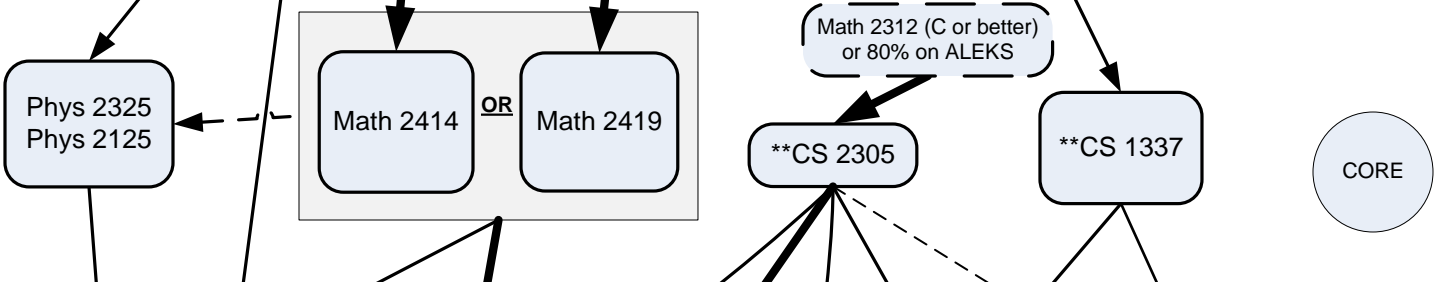 Phys 2325
Phys 2125
Math 2414
OR
Math 2419
Math 2312 (C or better)
or 80% on ALEKS
**CS 2305
**CS 1337
CORE